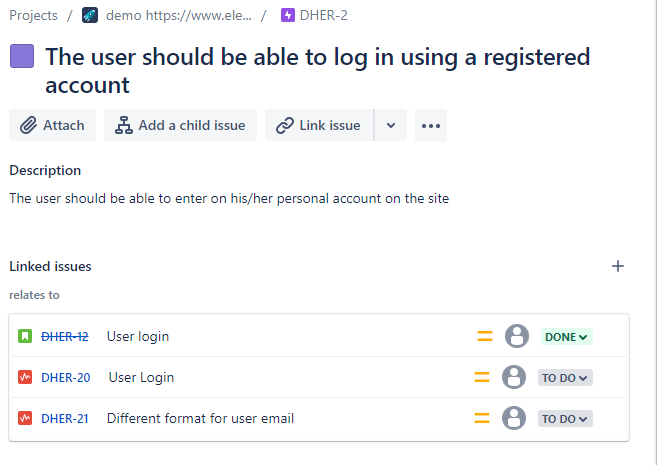 Projects / demo https://www.ele... / DHER-2
The user should be able to log in using a registered
account
Attach Add a child issue Link issue
Description
The user should be able to enter on his/her personal account on the site
Linked issues
relates to
DHER-12 User login DONE
DHER-20 User Login TO DO
DHER-21 Different format for user email TO DO